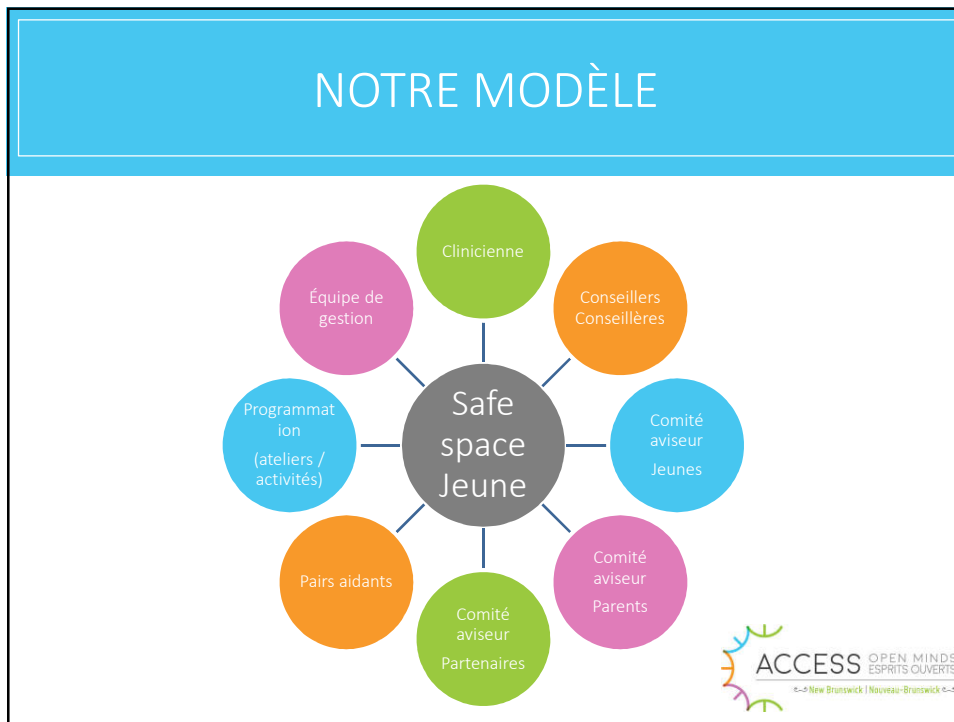 NOTRE MODÈLE
Clinicienne
Conseillers
Conseillères
Comité
aviseur
Jeunes
Comité
aviseur
Parents
Comité
aviseur
Partenaires
Pairs aidants
Programmat
ion
(ateliers /
activités)
Équipe de
gestion
Safe
space
Jeune
ACCESS OPEN MINDS
ESPRITS OUVERTS
New Brunswick | Nouveau-Brunswick